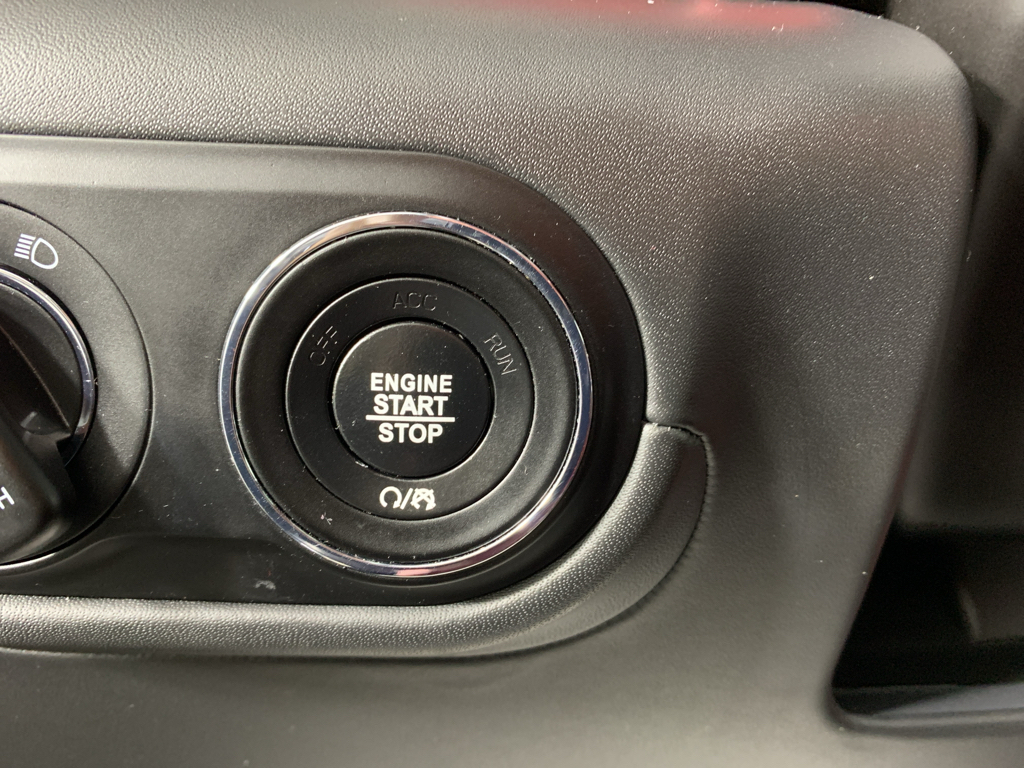 OFF
ACC
RUN
ENGINE
START
STOP